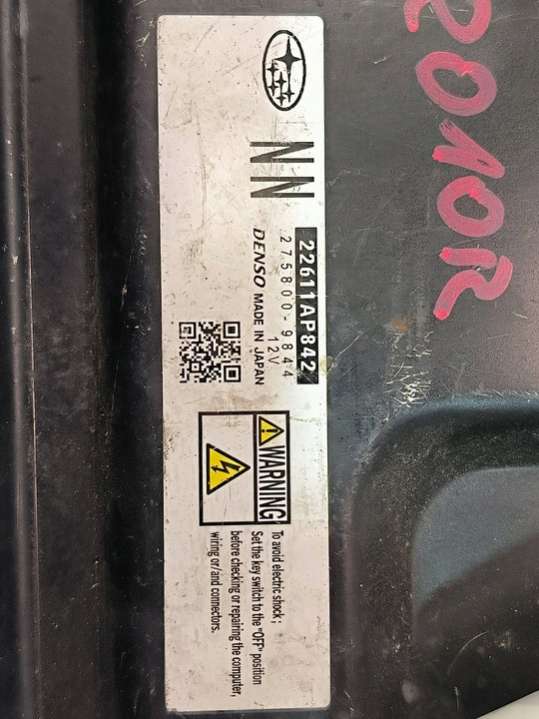 2010R
NN
22611AP842
275800-9844
12V
DENSO MADE IN JAPAN
WARNING
To avoid electric shock ;
Set the key switch to the "OFF" position
before checking or repairing the computer,
wiring or/and connectors.